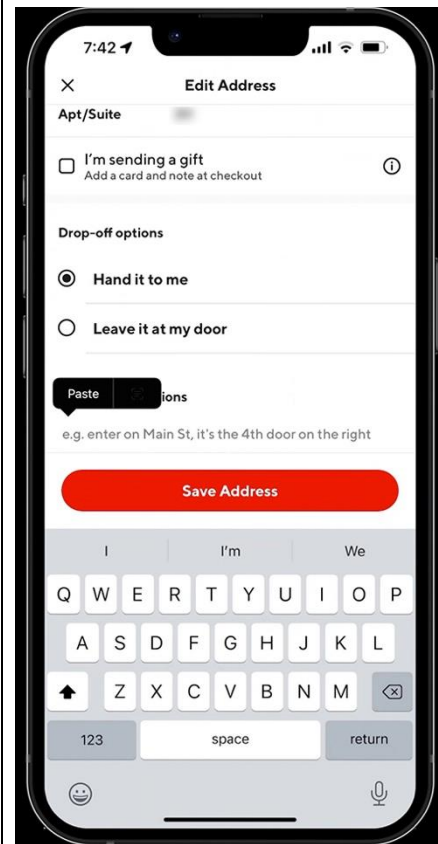 7:42
Edit Address
Apt/Suite
I'm sending a gift
Add a card and note at checkout
Drop-off options
Hand it to me
Leave it at my door
Paste
ions
e.g. enter on Main St, it's the 4th door on the right
Save Address
I I'm We
Q W E R T Y U I O P
A S D F G H J K L
Z X C V B N M
123 space return